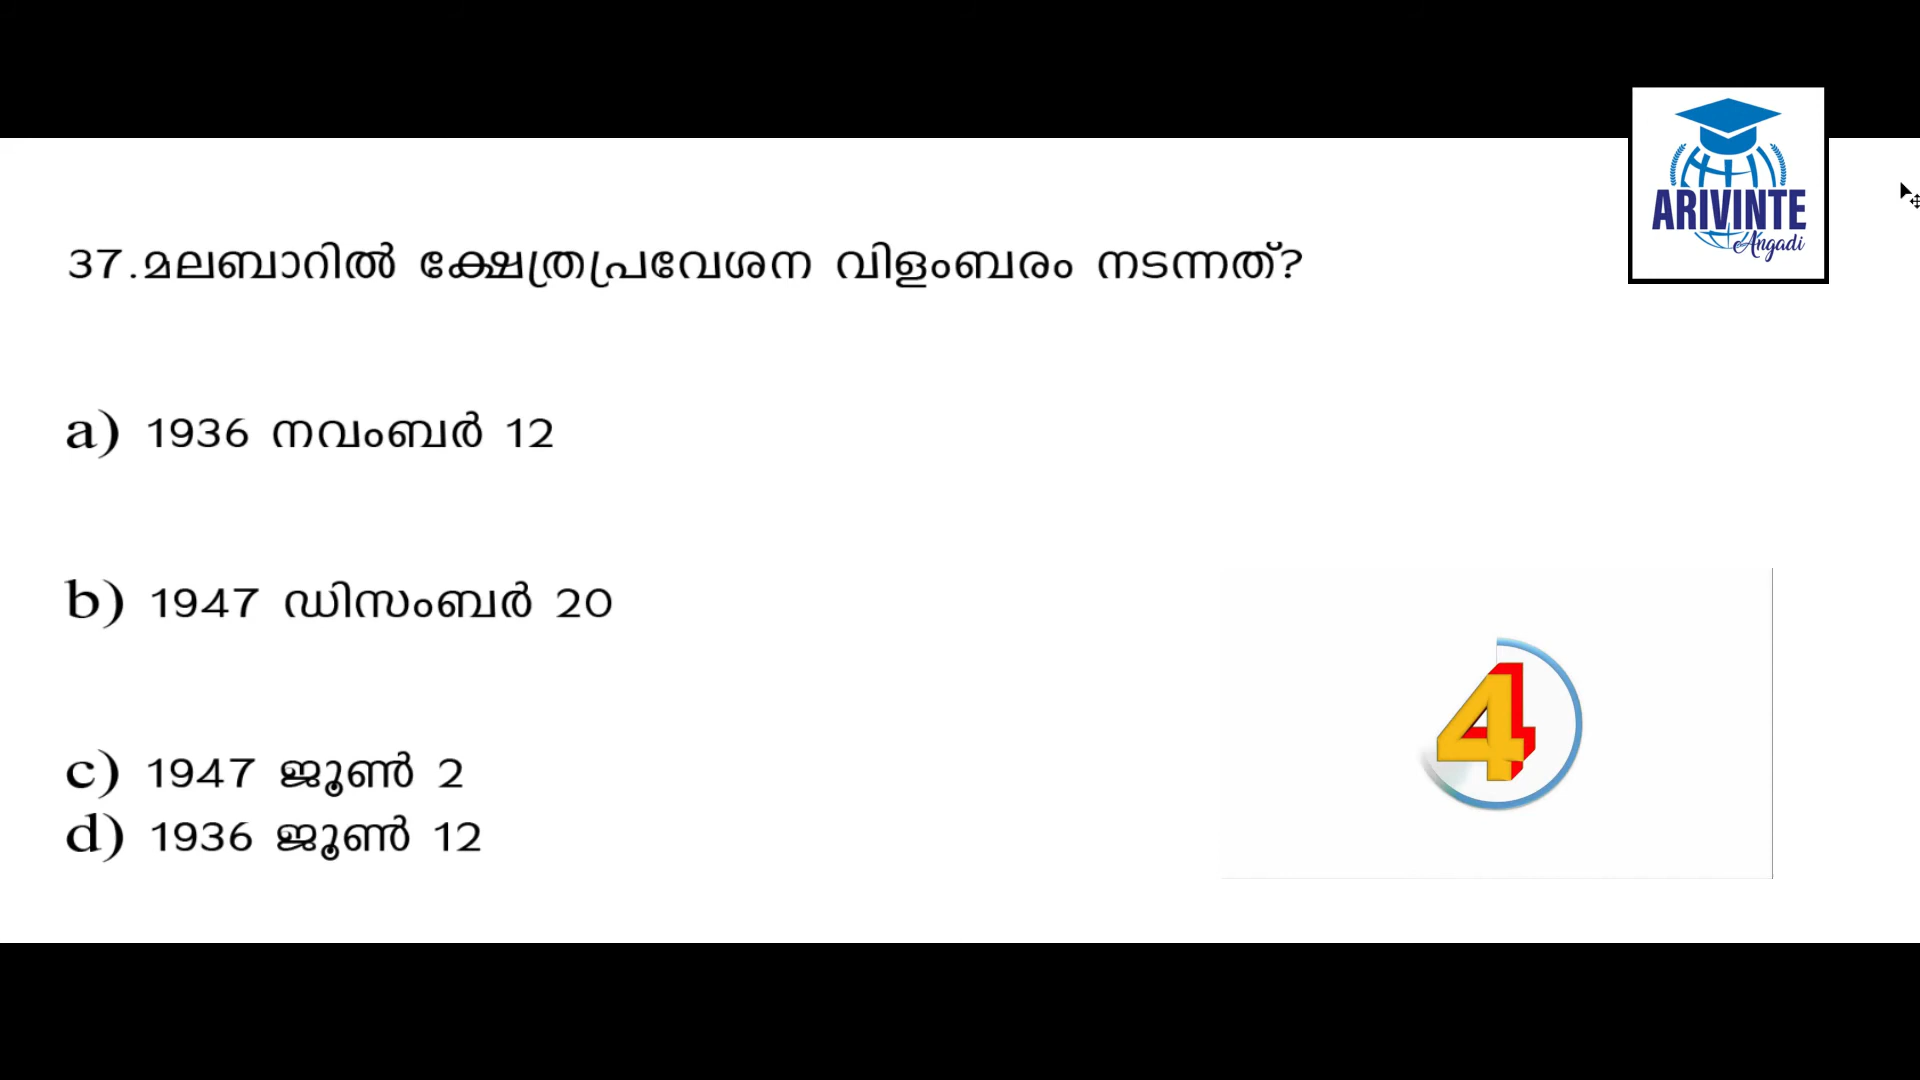 ARIVINTE
Angadi
37.മലബാറിൽ ക്ഷേത്രപ്രവേശന വിളംബരം നടന്നത്?
a) 1936 നവംബർ 12
b) 1947 ഡിസംബർ 20
c) 1947 ജൂൺ 2
d) 1936 ജൂൺ 12
4